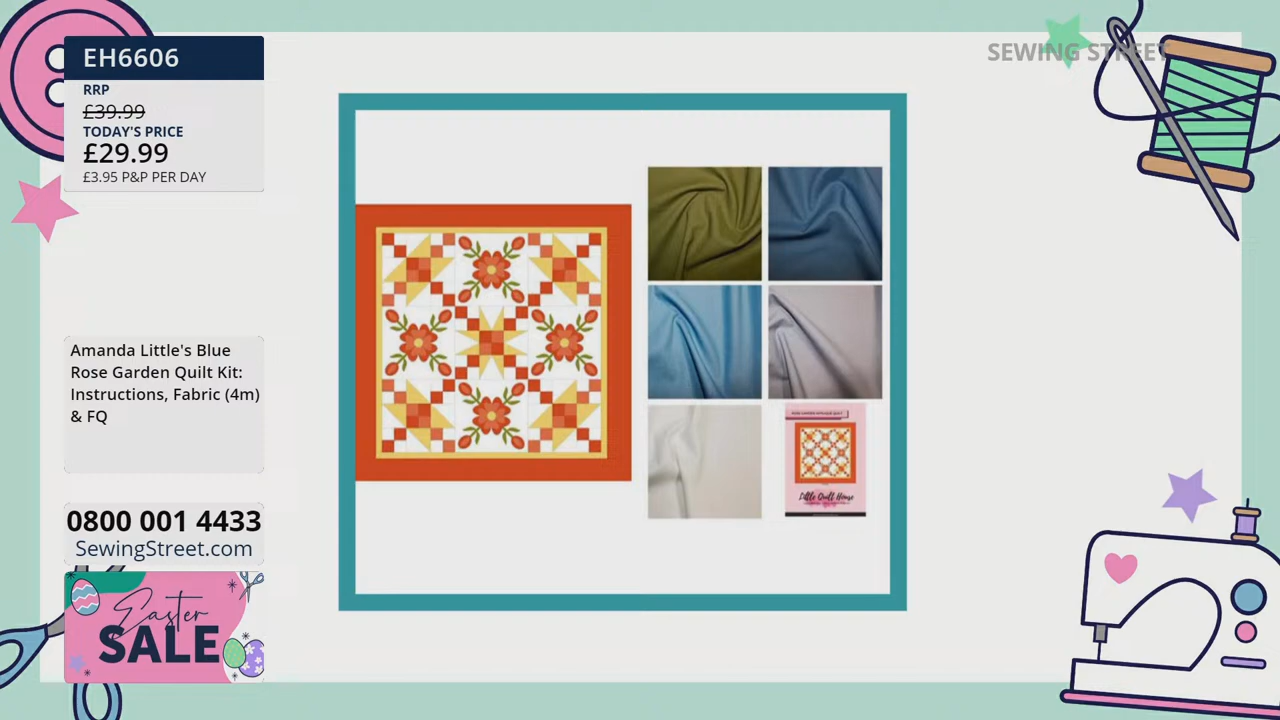 EH6606
RRP
£39.99
TODAY'S PRICE
£29.99
£3.95 P&P PER DAY
SEWING STREET
Amanda Little's Blue
Rose Garden Quilt Kit:
Instructions, Fabric (4m)
& FQ
Little Quilt House
0800 001 4433
SewingStreet.com
Easter
SALE